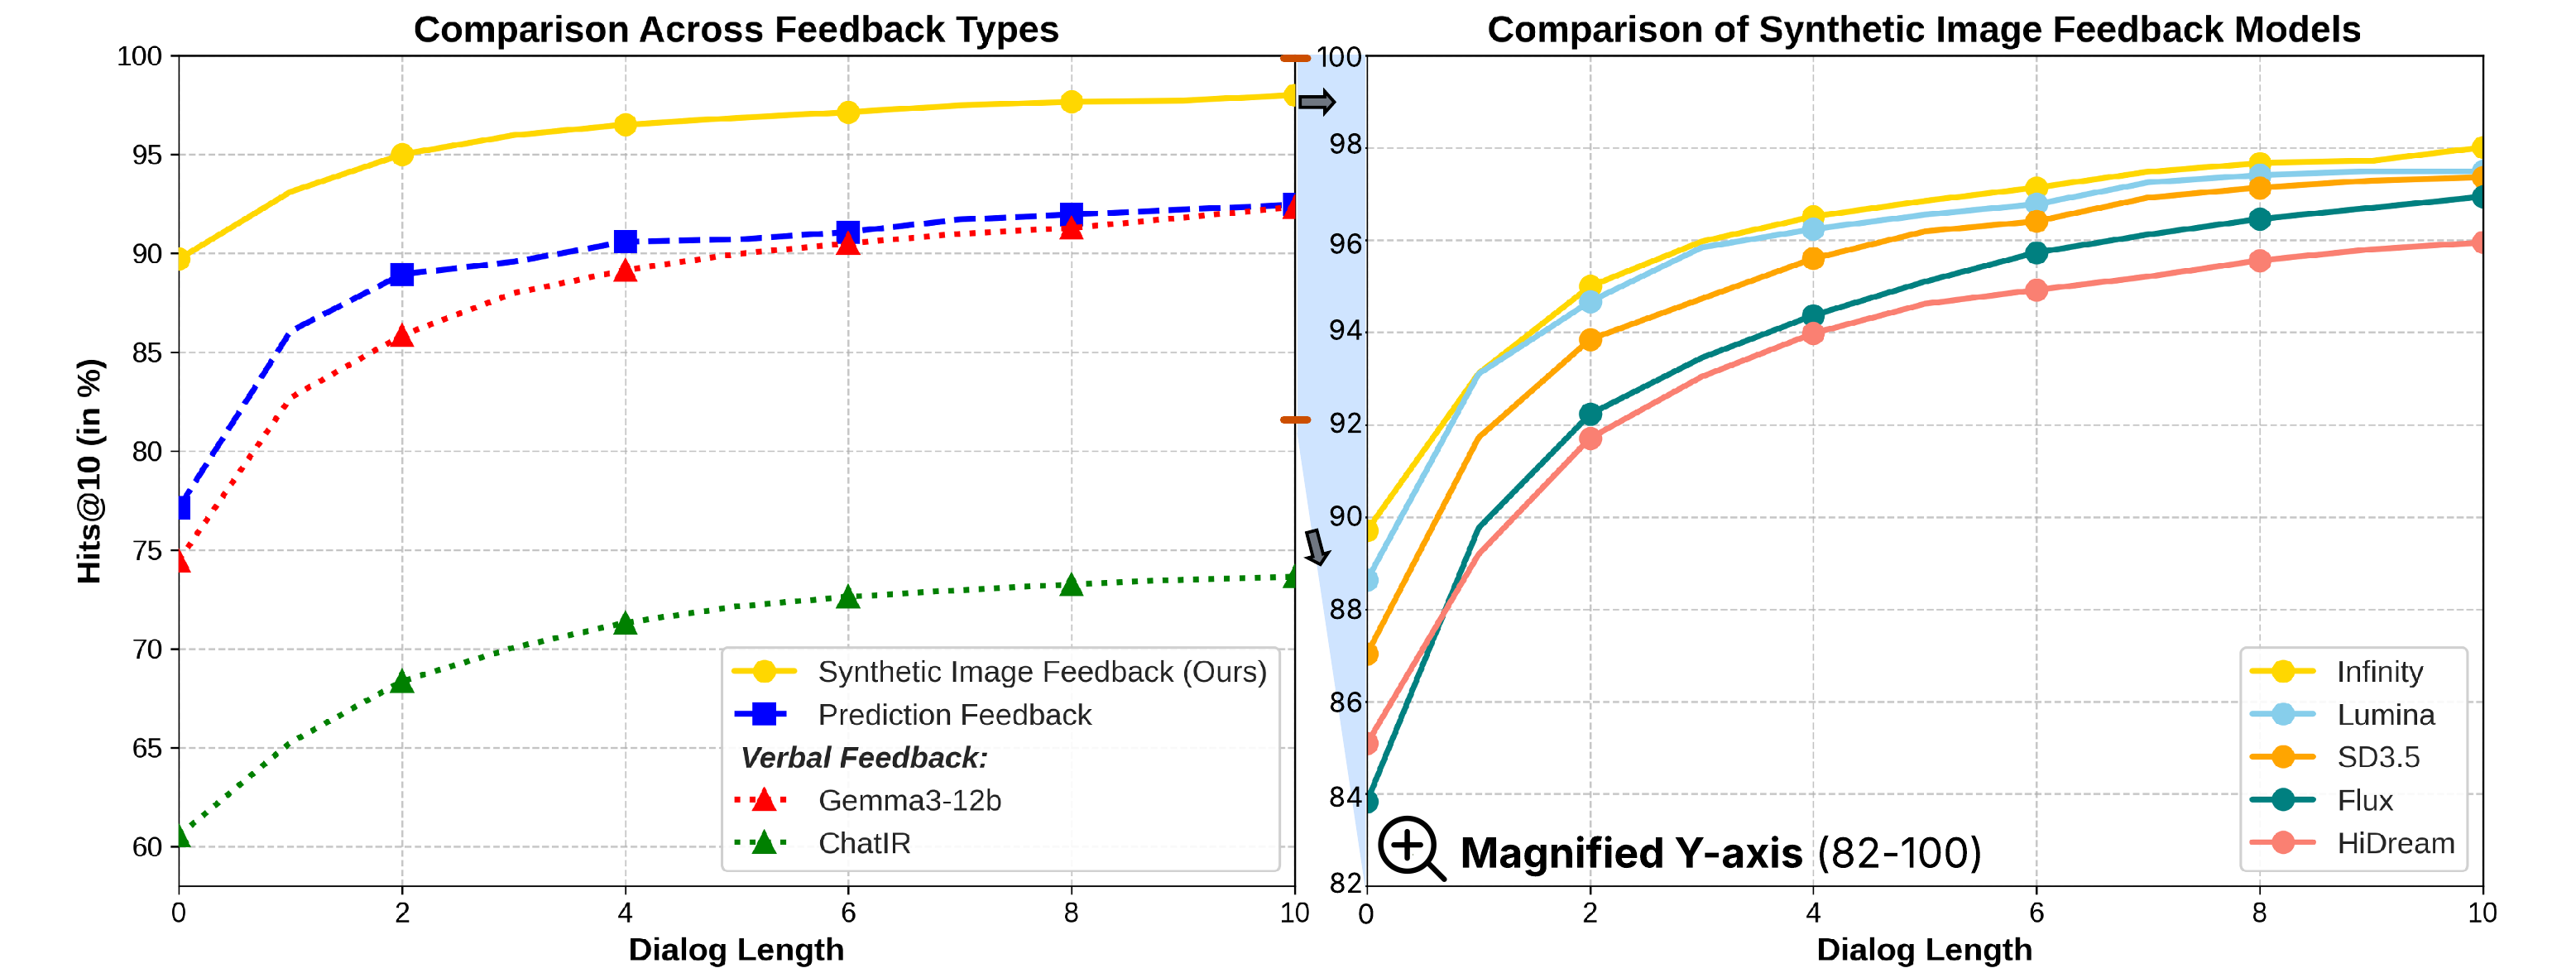 Comparison Across Feedback Types
Hits@10 (in %)
100
95
90
85
80
75
70
65
60
0 2 4 6 8 10
Dialog Length
Synthetic Image Feedback (Ours)
Prediction Feedback
Verbal Feedback:
Gemma3-12b
ChatIR
Comparison of Synthetic Image Feedback Models
100
98
96
94
92
90
88
86
84
82
0 2 4 6 8 10
Dialog Length
Infinity
Lumina
SD3.5
Flux
HiDream
Magnified Y-axis (82-100)